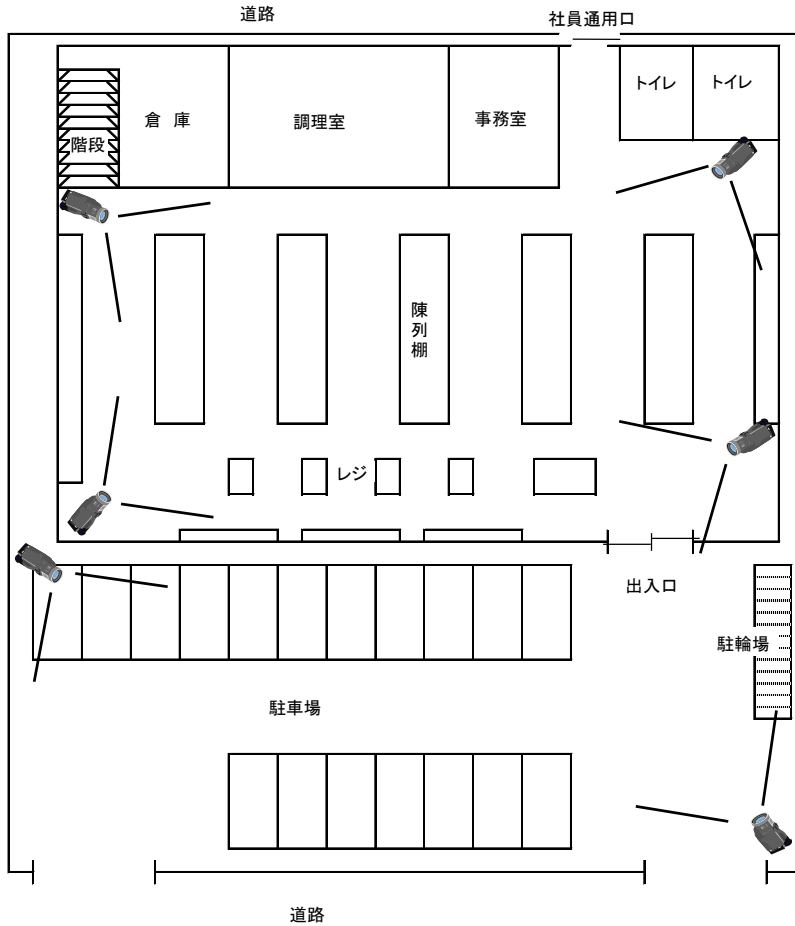 道路
社員通用口
トイレ
トイレ
倉 庫
調理室
事務室
階段
陳列棚
レジ
出入口
駐輪場
駐車場
道路